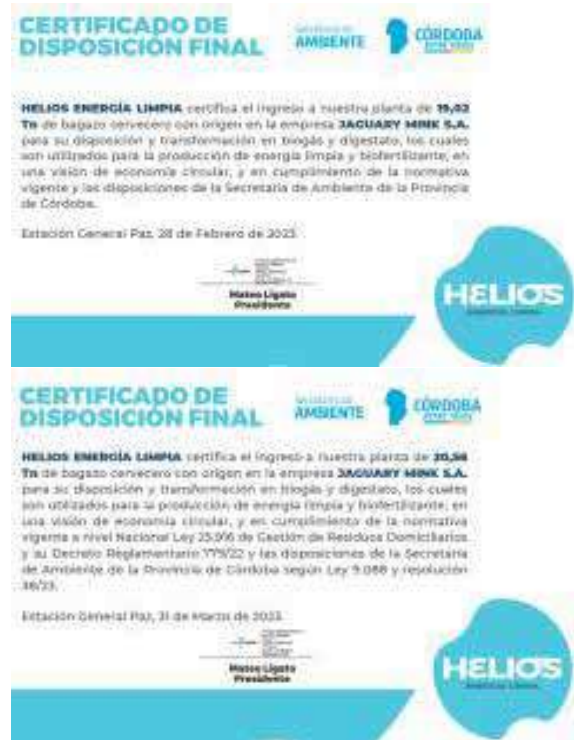 CERTIFICADO DE
DISPOSICIÓN FINAL
AMBIENTE
CÓRDOBA
HELIOS ENERGÍA LIMPIA certifica el ingreso a nuestra planta de 19,02
Tn de bagazo cervecero con origen en la empresa JAGUARY MINK S.A.
para su disposición y transformación en biogás y digestato, los cuales
son utilizados para la producción de energía limpia y biofertilizante, en
una visión de economía circular, y en cumplimiento de la normativa
vigente y las disposiciones de la Secretaría de Ambiente de la Provincia
de Córdoba.
Estación General Paz, 28 de Febrero de 2023
Mateo Ligato
Presidente
HELIOS
CERTIFICADO DE
DISPOSICIÓN FINAL
AMBIENTE
CÓRDOBA
HELIOS ENERGÍA LIMPIA certifica el ingreso a nuestra planta de 20,56
Tn de bagazo cervecero con origen en la empresa JAGUARY MINK S.A.
para su disposición y transformación en biogás y digestato, los cuales
son utilizados para la producción de energía limpia y biofertilizante, en
una visión de economía circular, y en cumplimiento de la normativa
vigente a nivel Nacional Ley 25.916 de Gestión de Residuos Domiciliarios
y su Decreto Reglamentario 779/22 y las disposiciones de la Secretaría
de Ambiente de la Provincia de Córdoba según Ley 9.088 y resolución
38/23.
Estación General Paz, 31 de Marzo de 2023
Mateo Ligato
Presidente
HELIOS